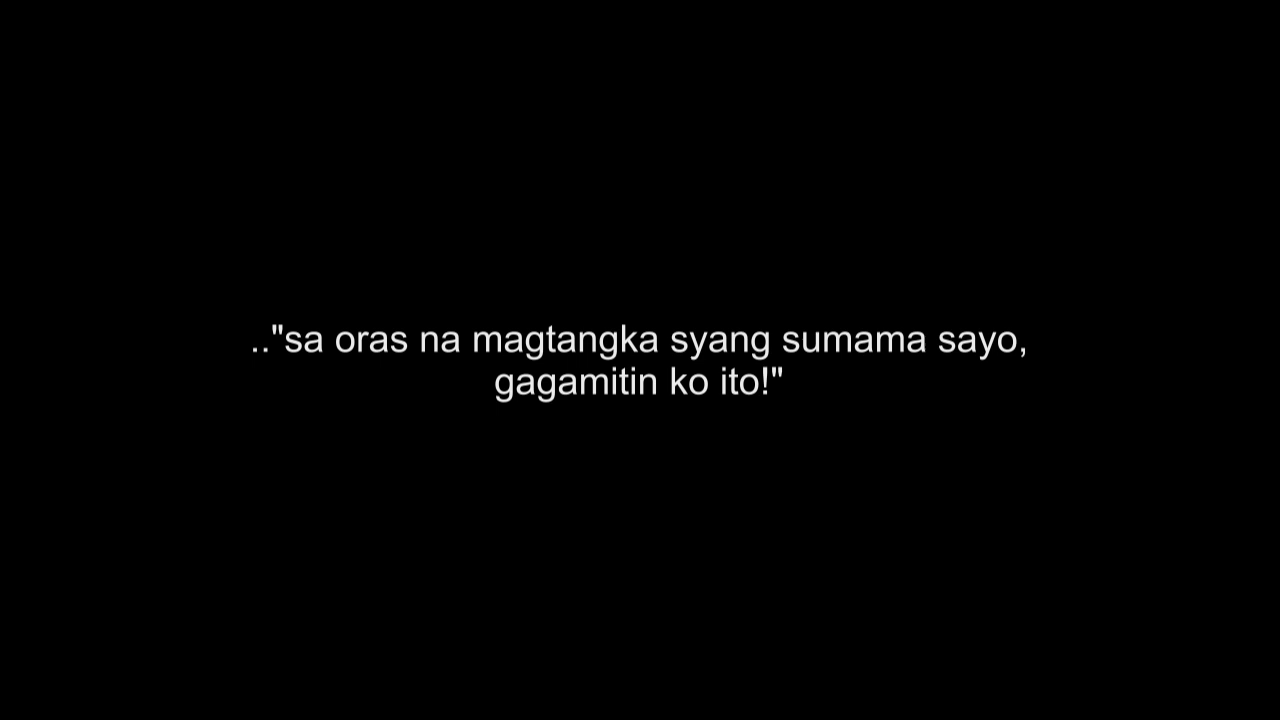 .."sa oras na magtangka syang sumama sayo,
gagamitin ko ito!"